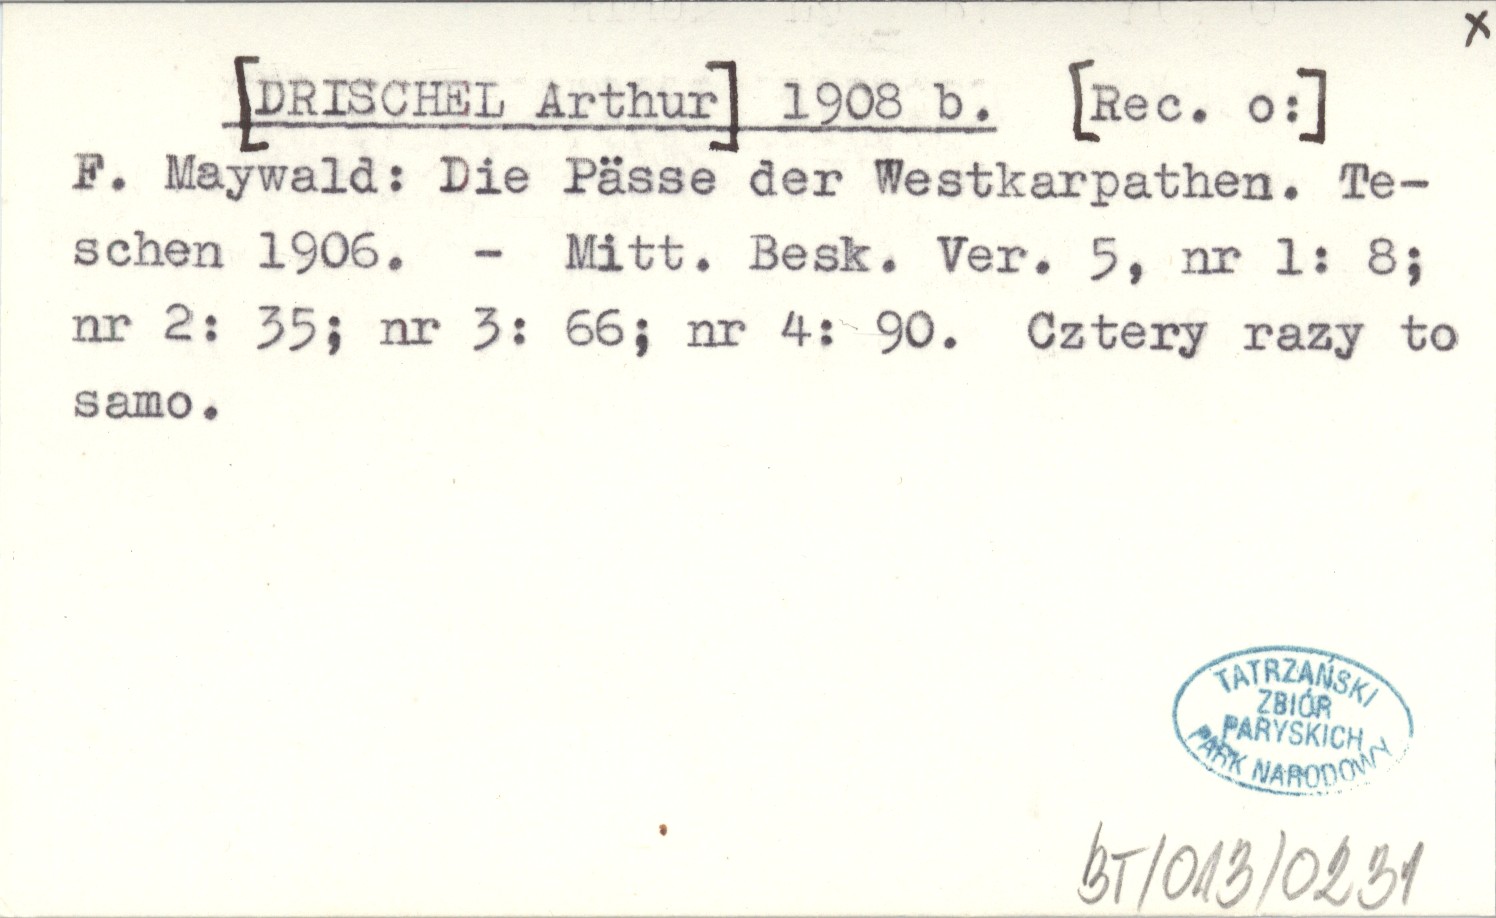 x
[DRISCHEL Arthur] 1908 b. [Rec. o:]
F. Maywald: Die Pässe der Westkarpathen. Te-
schen 1906. - Mitt. Besk. Ver. 5, nr 1: 8;
nr 2: 35; nr 3: 66; nr 4: 90. Cztery razy to
samo.
TATRZAŃSKI
ZBIÓR
PARYSKICH
PARK NARODOWY
BT/013/0231